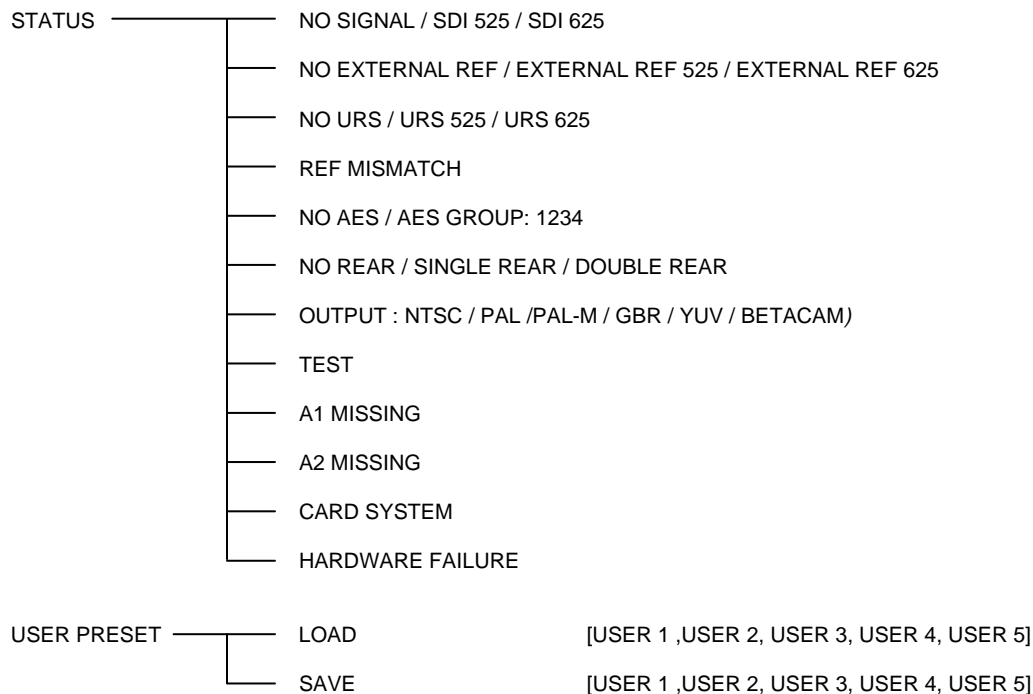 STATUS NO SIGNAL / SDI 525 / SDI 625
NO EXTERNAL REF / EXTERNAL REF 525 / EXTERNAL REF 625
NO URS / URS 525 / URS 625
REF MISMATCH
NO AES / AES GROUP: 1234
NO REAR / SINGLE REAR / DOUBLE REAR
OUTPUT : NTSC / PAL /PAL-M / GBR / YUV / BETACAM)
TEST
A1 MISSING
A2 MISSING
CARD SYSTEM
HARDWARE FAILURE
USER PRESET LOAD [USER 1 ,USER 2, USER 3, USER 4, USER 5]
SAVE [USER 1 ,USER 2, USER 3, USER 4, USER 5]